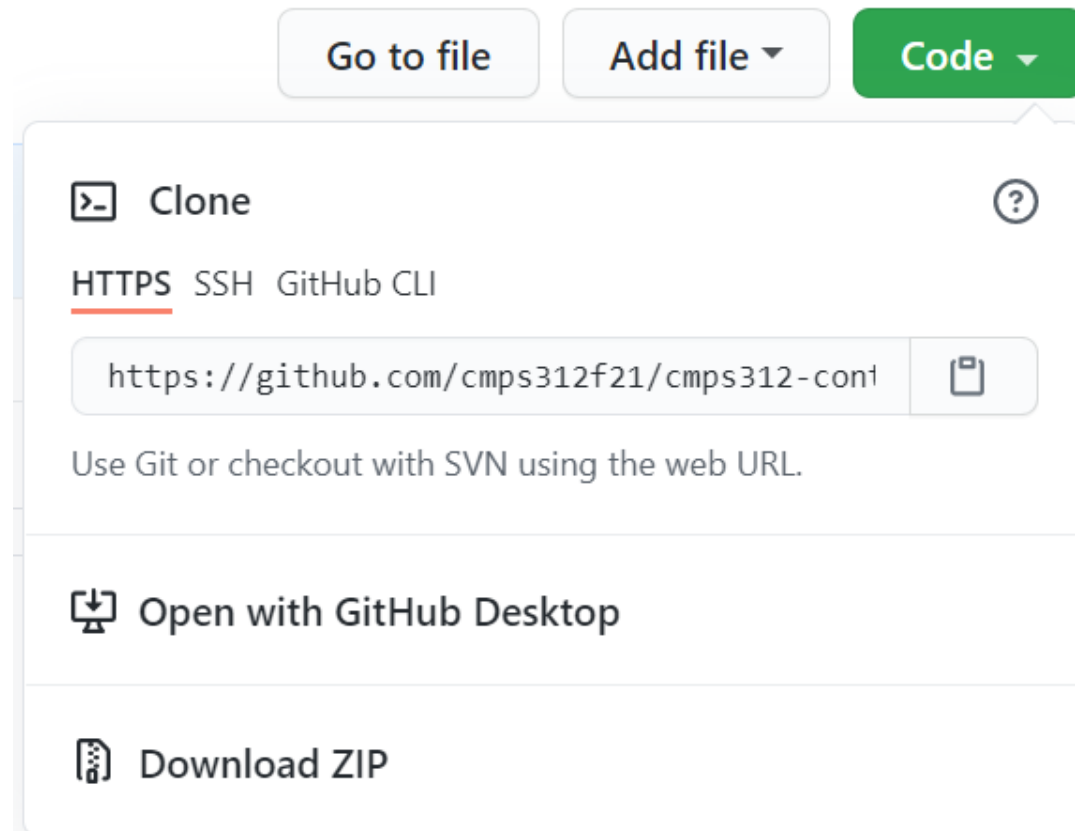 Go to file Add file Code
Clone
HTTPS SSH GitHub CLI
https://github.com/cmps312f21/cmps312-cont
Use Git or checkout with SVN using the web URL.
Open with GitHub Desktop
Download ZIP